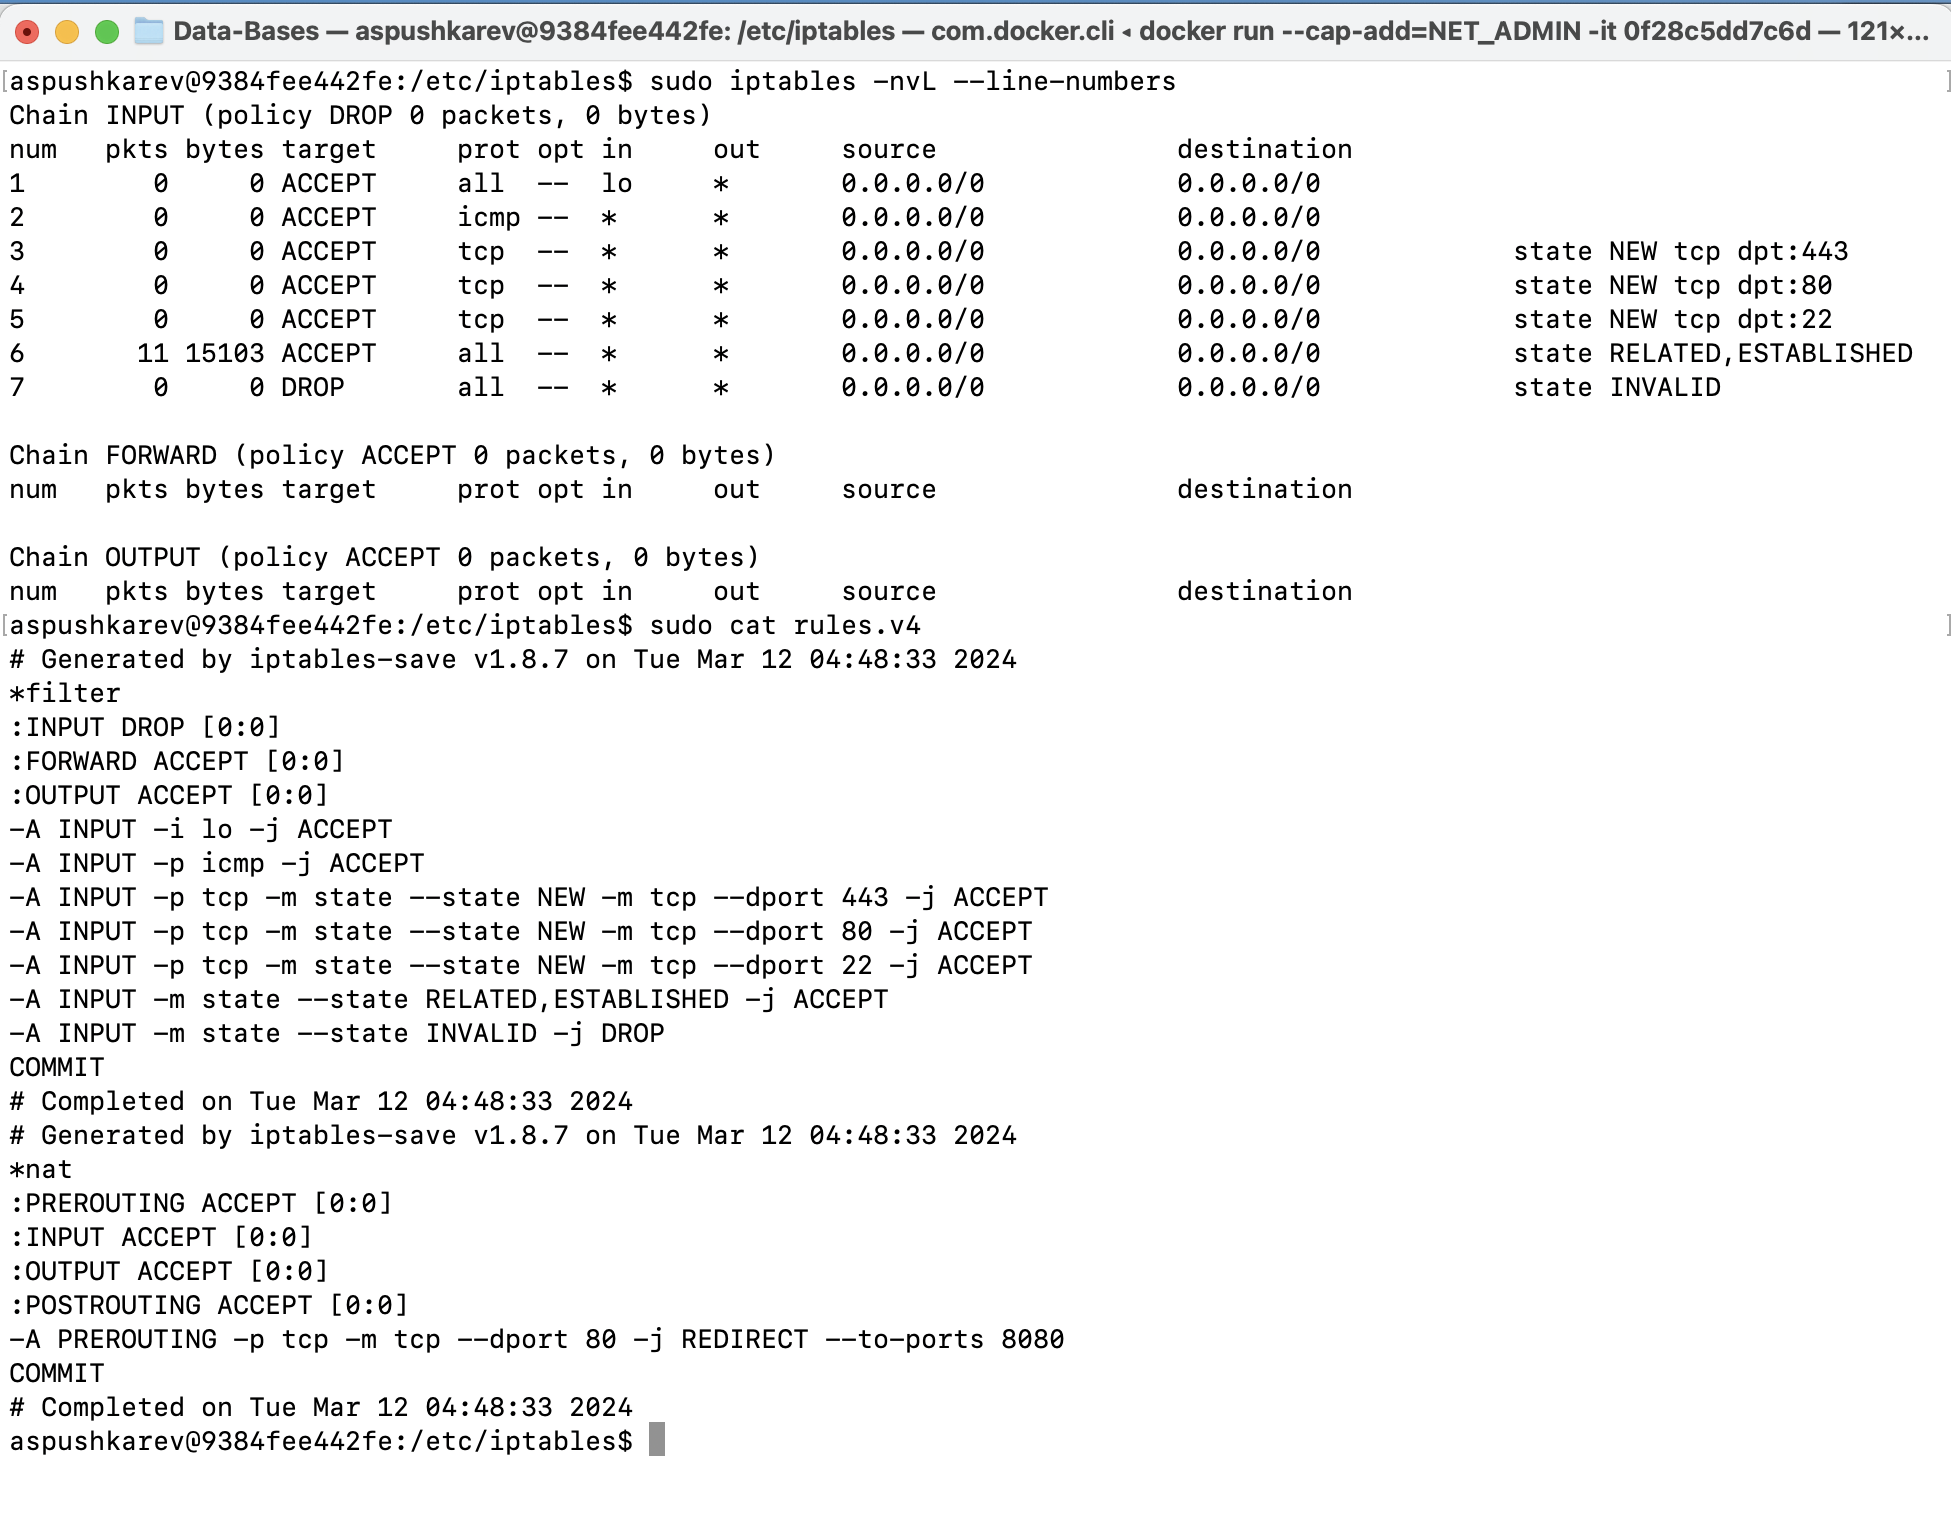 Data-Bases — aspushkarev@9384fee442fe: /etc/iptables — com.docker.cli ◂ docker run --cap-add=NET_ADMIN -it 0f28c5dd7c6d — 121×...
[aspushkarev@9384fee442fe:/etc/iptables$ sudo iptables -nvL --line-numbers ]
Chain INPUT (policy DROP 0 packets, 0 bytes)
num   pkts bytes target     prot opt in     out     source               destination
1        0     0 ACCEPT     all  --  lo     *       0.0.0.0/0            0.0.0.0/0
2        0     0 ACCEPT     icmp --  *      *       0.0.0.0/0            0.0.0.0/0
3        0     0 ACCEPT     tcp  --  *      *       0.0.0.0/0            0.0.0.0/0            state NEW tcp dpt:443
4        0     0 ACCEPT     tcp  --  *      *       0.0.0.0/0            0.0.0.0/0            state NEW tcp dpt:80
5        0     0 ACCEPT     tcp  --  *      *       0.0.0.0/0            0.0.0.0/0            state NEW tcp dpt:22
6       11 15103 ACCEPT     all  --  *      *       0.0.0.0/0            0.0.0.0/0            state RELATED,ESTABLISHED
7        0     0 DROP       all  --  *      *       0.0.0.0/0            0.0.0.0/0            state INVALID
Chain FORWARD (policy ACCEPT 0 packets, 0 bytes)
num   pkts bytes target     prot opt in     out     source               destination
Chain OUTPUT (policy ACCEPT 0 packets, 0 bytes)
num   pkts bytes target     prot opt in     out     source               destination
[aspushkarev@9384fee442fe:/etc/iptables$ sudo cat rules.v4 ]
# Generated by iptables-save v1.8.7 on Tue Mar 12 04:48:33 2024
*filter
:INPUT DROP [0:0]
:FORWARD ACCEPT [0:0]
:OUTPUT ACCEPT [0:0]
-A INPUT -i lo -j ACCEPT
-A INPUT -p icmp -j ACCEPT
-A INPUT -p tcp -m state --state NEW -m tcp --dport 443 -j ACCEPT
-A INPUT -p tcp -m state --state NEW -m tcp --dport 80 -j ACCEPT
-A INPUT -p tcp -m state --state NEW -m tcp --dport 22 -j ACCEPT
-A INPUT -m state --state RELATED,ESTABLISHED -j ACCEPT
-A INPUT -m state --state INVALID -j DROP
COMMIT
# Completed on Tue Mar 12 04:48:33 2024
# Generated by iptables-save v1.8.7 on Tue Mar 12 04:48:33 2024
*nat
:PREROUTING ACCEPT [0:0]
:INPUT ACCEPT [0:0]
:OUTPUT ACCEPT [0:0]
:POSTROUTING ACCEPT [0:0]
-A PREROUTING -p tcp -m tcp --dport 80 -j REDIRECT --to-ports 8080
COMMIT
# Completed on Tue Mar 12 04:48:33 2024
aspushkarev@9384fee442fe:/etc/iptables$